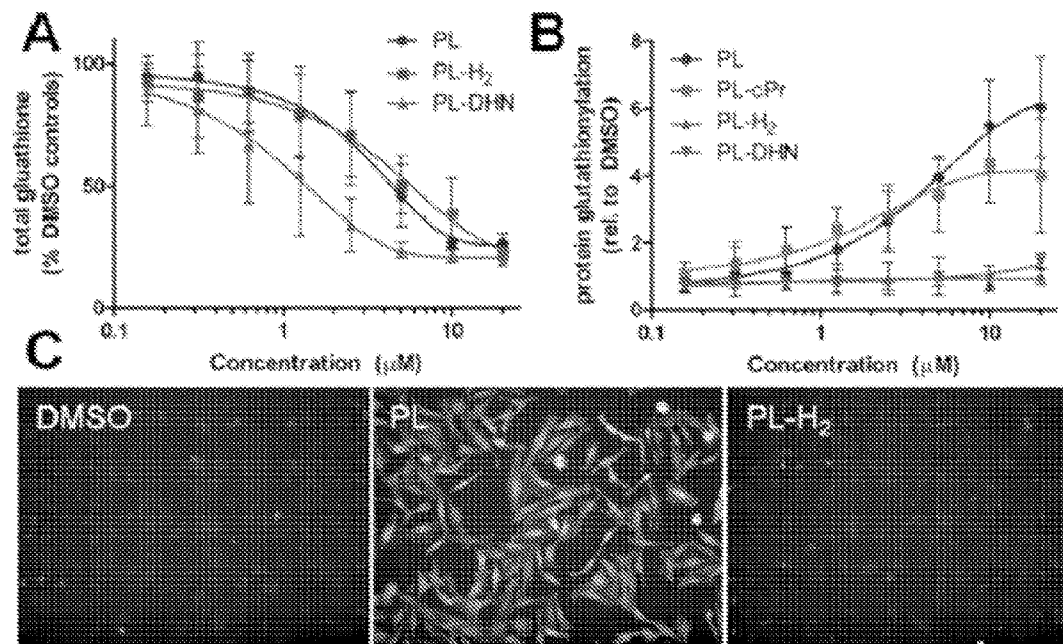 A
total gluathione
(% DMSO controls)
100
50
0
0.1
1
10
Concentration (μM)
PL
PL-H₂
PL-DHN
B
protein glutathionylation
(rel. to DMSO)
8
6
4
2
0
0.1
1
10
Concentration (μM)
PL
PL-cPr
PL-H₂
PL-DHN
C
DMSO
PL
PL-H₂